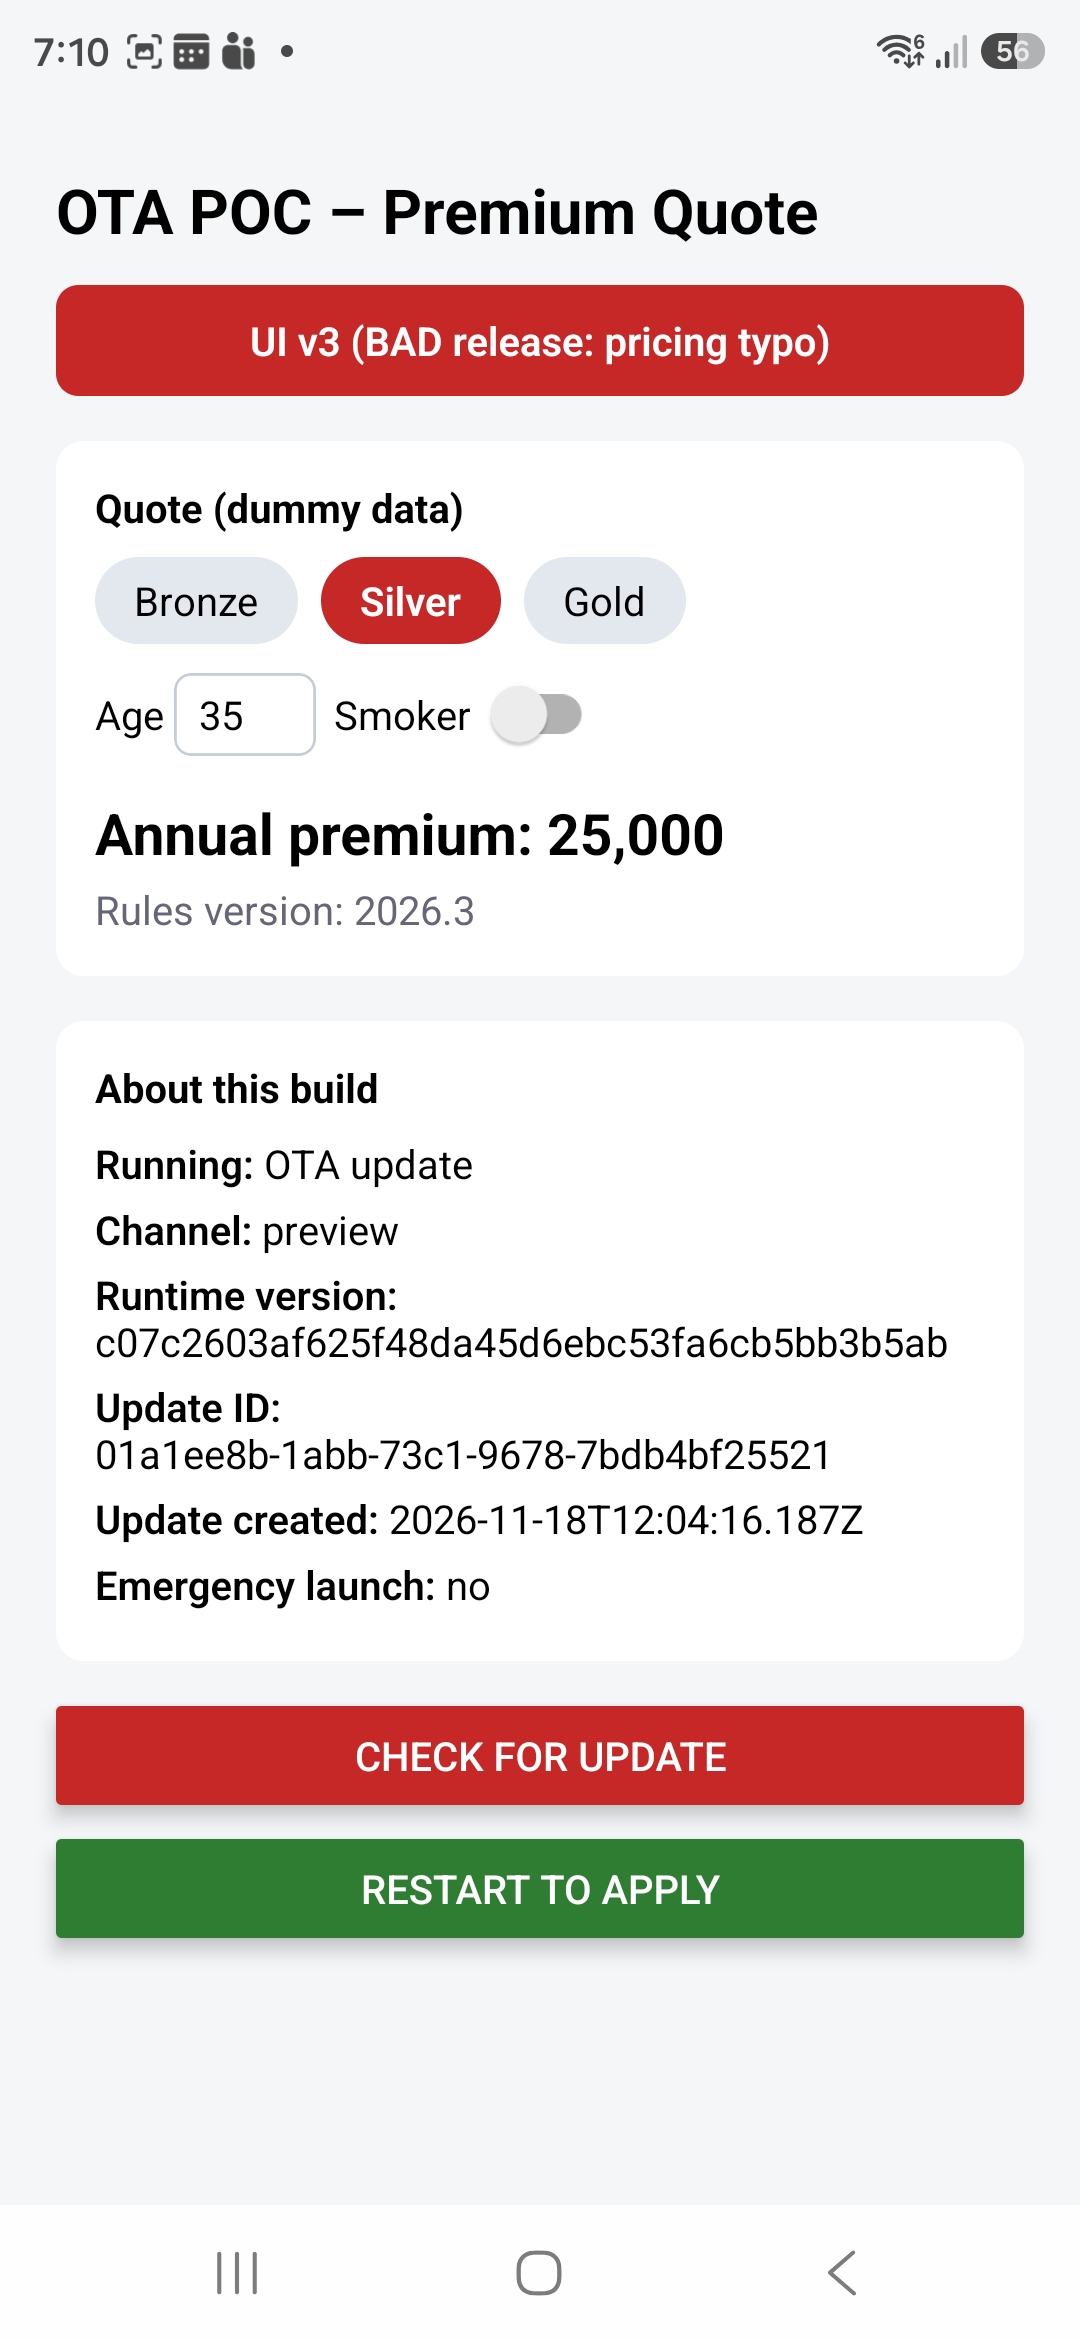 7:10
6
56
OTA POC – Premium Quote
UI v3 (BAD release: pricing typo)
Quote (dummy data)
Bronze
Silver
Gold
Age 35 Smoker
Annual premium: 25,000
Rules version: 2026.3
About this build
Running: OTA update
Channel: preview
Runtime version:
c07c2603af625f48da45d6ebc53fa6cb5bb3b5ab
Update ID:
01a1ee8b-1abb-73c1-9678-7bdb4bf25521
Update created: 2026-11-18T12:04:16.187Z
Emergency launch: no
CHECK FOR UPDATE
RESTART TO APPLY